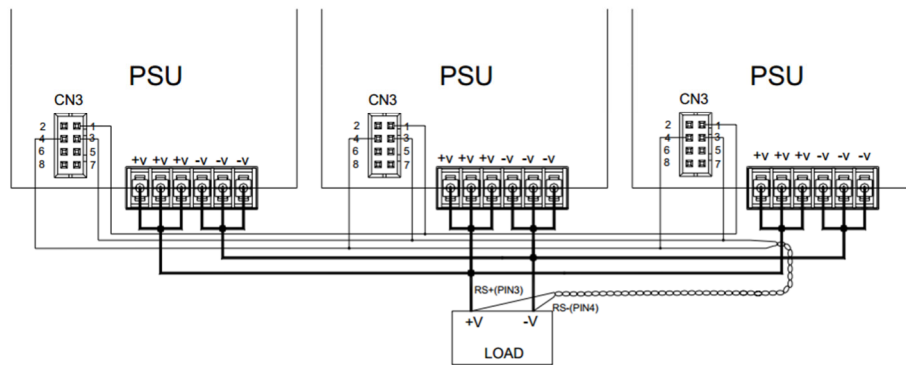 PSU PSU PSU
CN3 CN3 CN3
2 1 2 1 2 1
4 3 4 3 4 3
6 5 6 5 6 5
8 7 8 7 8 7
+V +V +V -V -V -V +V +V +V -V -V -V +V +V +V -V -V -V
RS+(PIN3)
RS-(PIN4)
+V -V
LOAD